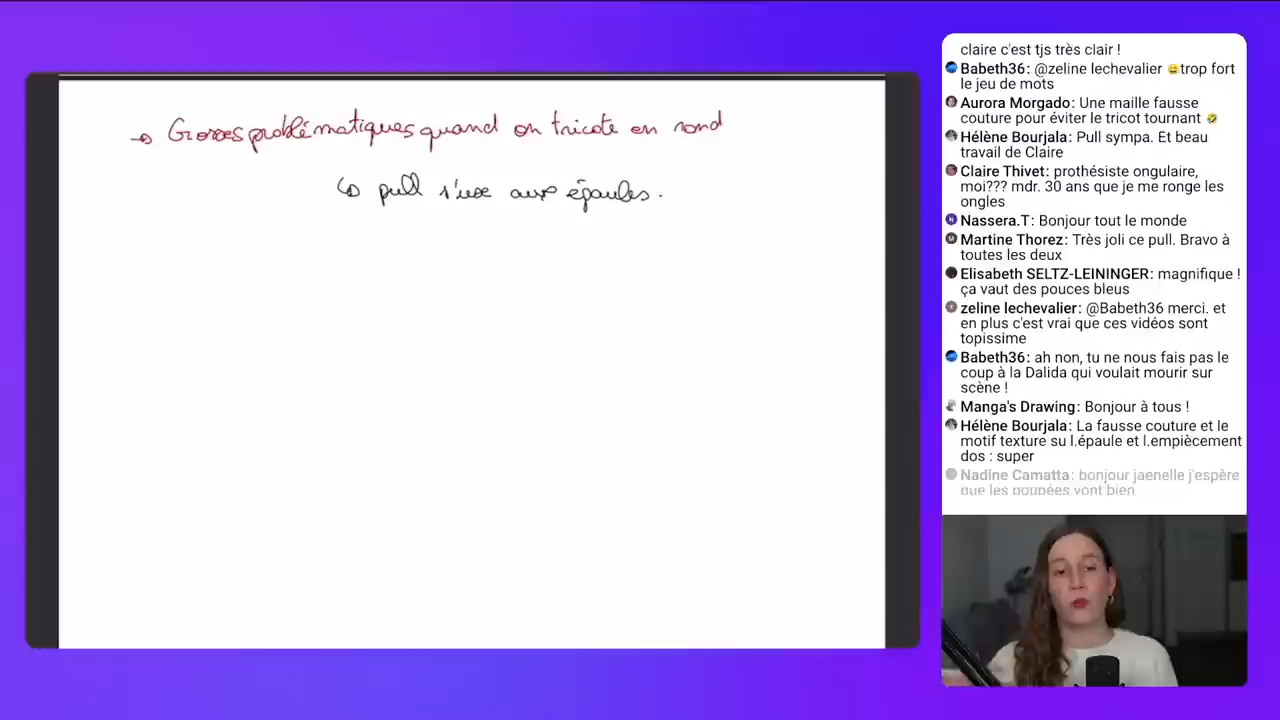 → Grosses problématiques quand on tricote en rond
↳ pull s'use aux épaules.
claire c'est tjs très clair !
Babeth36: @zeline lechevalier 😄trop fort
le jeu de mots
Aurora Morgado: Une maille fausse
couture pour éviter le tricot tournant 🤣
Hélène Bourjala: Pull sympa. Et beau
travail de Claire
Claire Thivet: prothésiste ongulaire,
moi??? mdr. 30 ans que je me ronge les
ongles
Nassera.T: Bonjour tout le monde
Martine Thorez: Très joli ce pull. Bravo à
toutes les deux
Elisabeth SELTZ-LEININGER: magnifique !
ça vaut des pouces bleus
zeline lechevalier: @Babeth36 merci. et
en plus c'est vrai que ces vidéos sont
topissime
Babeth36: ah non, tu ne nous fais pas le
coup à la Dalida qui voulait mourir sur
scène !
Manga's Drawing: Bonjour à tous !
Hélène Bourjala: La fausse couture et le
motif texture su l.épaule et l.empiècement
dos : super
Nadine Camatta: bonjour jaenelle j'espère
que les poupées vont bien